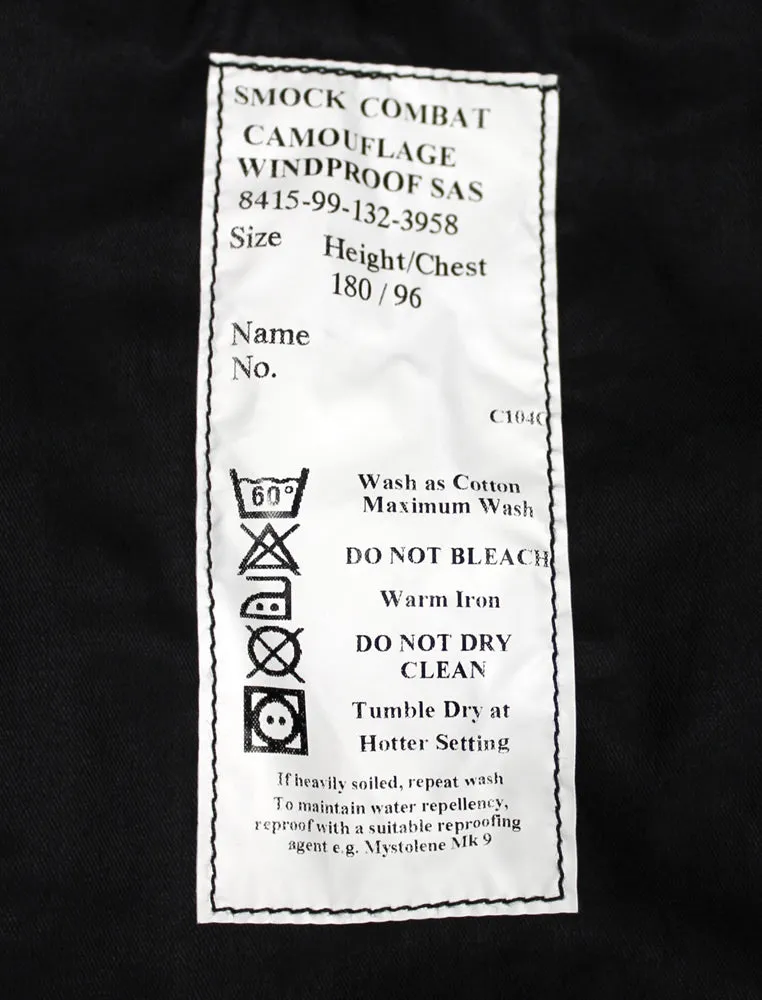 SMOCK COMBAT
CAMOUFLAGE
WINDPROOF SAS
8415-99-132-3958
Size Height/Chest
180 / 96
Name
No.
C104C
60°
Wash as Cotton
Maximum Wash
DO NOT BLEACH
Warm Iron
DO NOT DRY
CLEAN
Tumble Dry at
Hotter Setting
If heavily soiled, repeat wash
To maintain water repellency,
reproof with a suitable reproofing
agent e.g. Mystolene Mk 9